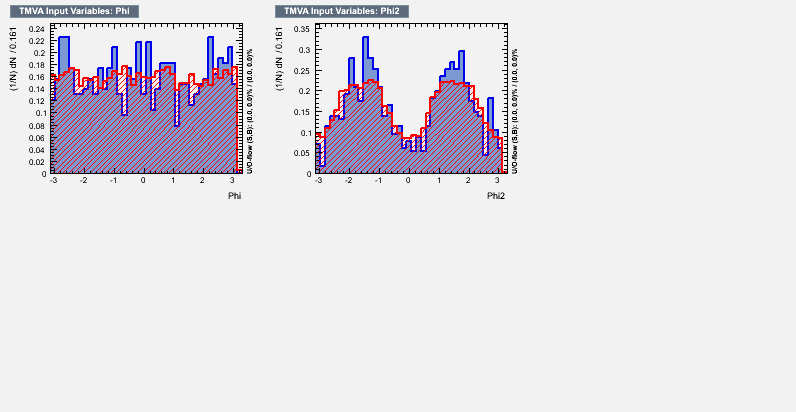 TMVA Input Variables: Phi
(1/N) dN / 0.161
0.24
0.22
0.2
0.18
0.16
0.14
0.12
0.1
0.08
0.06
0.04
0.02
0
-3 -2 -1 0 1 2 3
Phi
U/O-flow (S,B): (0.0, 0.0)% / (0.0, 0.0)%
TMVA Input Variables: Phi2
(1/N) dN / 0.161
0.35
0.3
0.25
0.2
0.15
0.1
0.05
0
-3 -2 -1 0 1 2 3
Phi2
U/O-flow (S,B): (0.0, 0.0)% / (0.0, 0.0)%